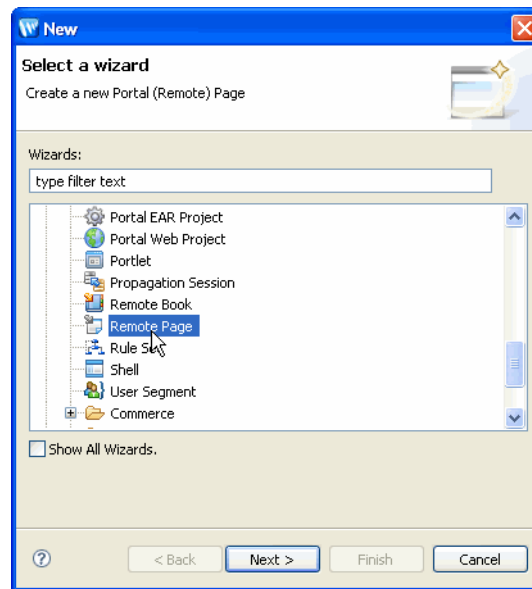 New
Select a wizard
Create a new Portal (Remote) Page
Wizards:
type filter text
Portal EAR Project
Portal Web Project
Portlet
Propagation Session
Remote Book
Remote Page
Rule Set
Shell
User Segment
Commerce
Show All Wizards.
< Back Next > Finish Cancel